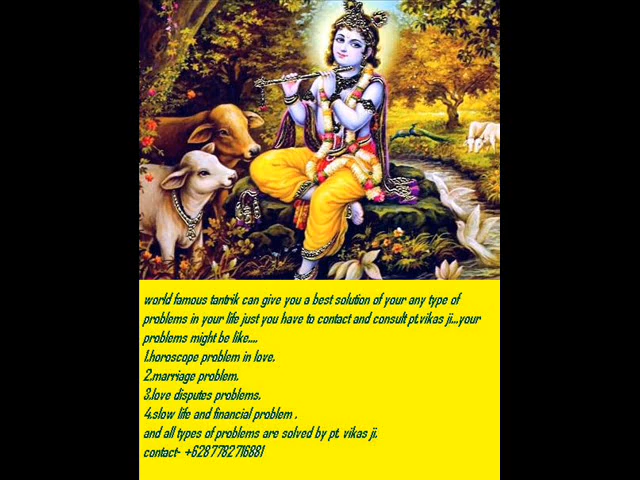 world famous tantrik can give you a best solution of your any type of
problems in your life just you have to contact and consult pt.vikas ji...your
problems might be like....
1.horoscope problem in love.
2.marriage problem.
3.love disputes problems.
4.slow life and financial problem .
and all types of problems are solved by pt. vikas ji.
contact- +6287782716881